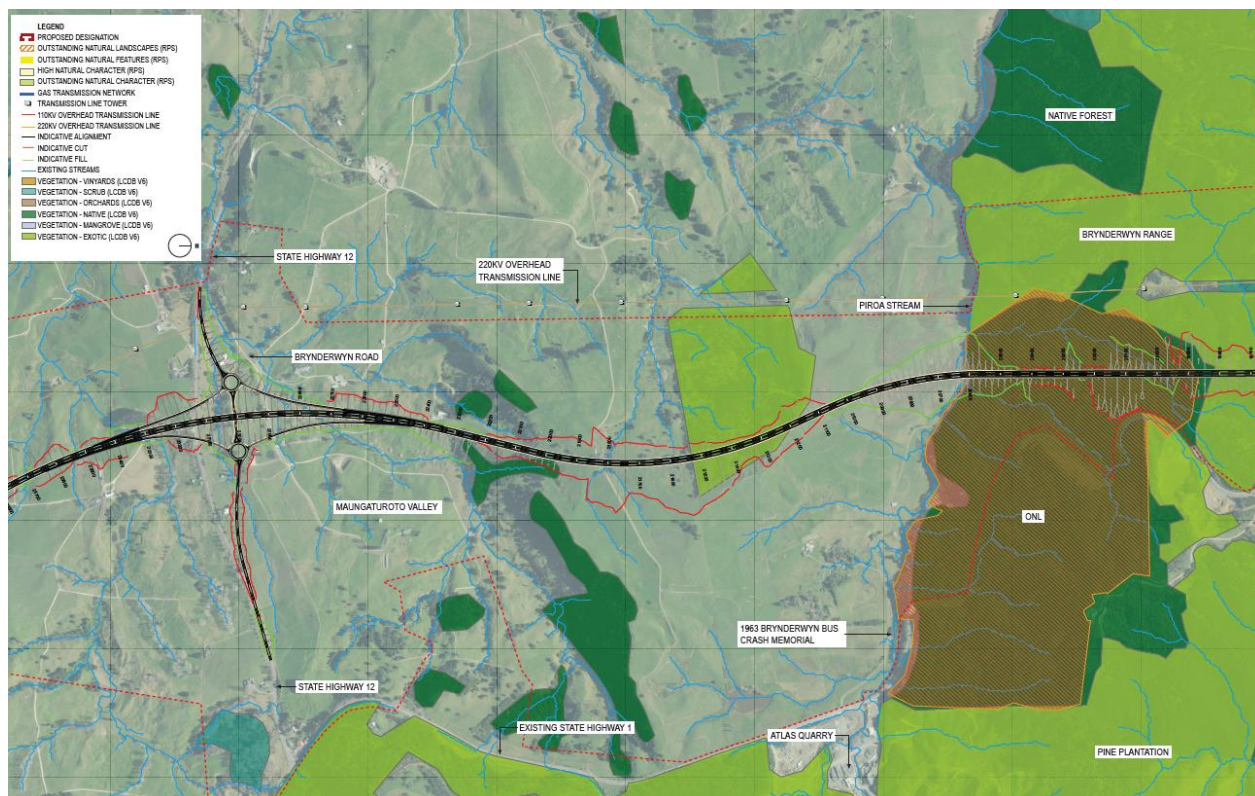 LEGEND
PROPOSED DESIGNATION
OUTSTANDING NATURAL LANDSCAPES (RPS)
OUTSTANDING NATURAL FEATURES (RPS)
HIGH NATURAL CHARACTER (RPS)
OUTSTANDING NATURAL CHARACTER (RPS)
GAS TRANSMISSION NETWORK
TRANSMISSION LINE TOWER
110KV OVERHEAD TRANSMISSION LINE
220KV OVERHEAD TRANSMISSION LINE
INDICATIVE ALIGNMENT
INDICATIVE CUT
INDICATIVE FILL
EXISTING STREAMS
VEGETATION - VINYARDS (LCDB V6)
VEGETATION - SCRUB (LCDB V6)
VEGETATION - ORCHARDS (LCDB V6)
VEGETATION - NATIVE (LCDB V6)
VEGETATION - MANGROVE (LCDB V6)
VEGETATION - EXOTIC (LCDB V6)
NATIVE FOREST
BRYNDERWYN RANGE
STATE HIGHWAY 12
220KV OVERHEAD
TRANSMISSION LINE
PIROA STREAM
BRYNDERWYN ROAD
MAUNGATUROTO VALLEY
ONL
1963 BRYNDERWYN BUS
CRASH MEMORIAL
STATE HIGHWAY 12
EXISTING STATE HIGHWAY 1
ATLAS QUARRY
PINE PLANTATION